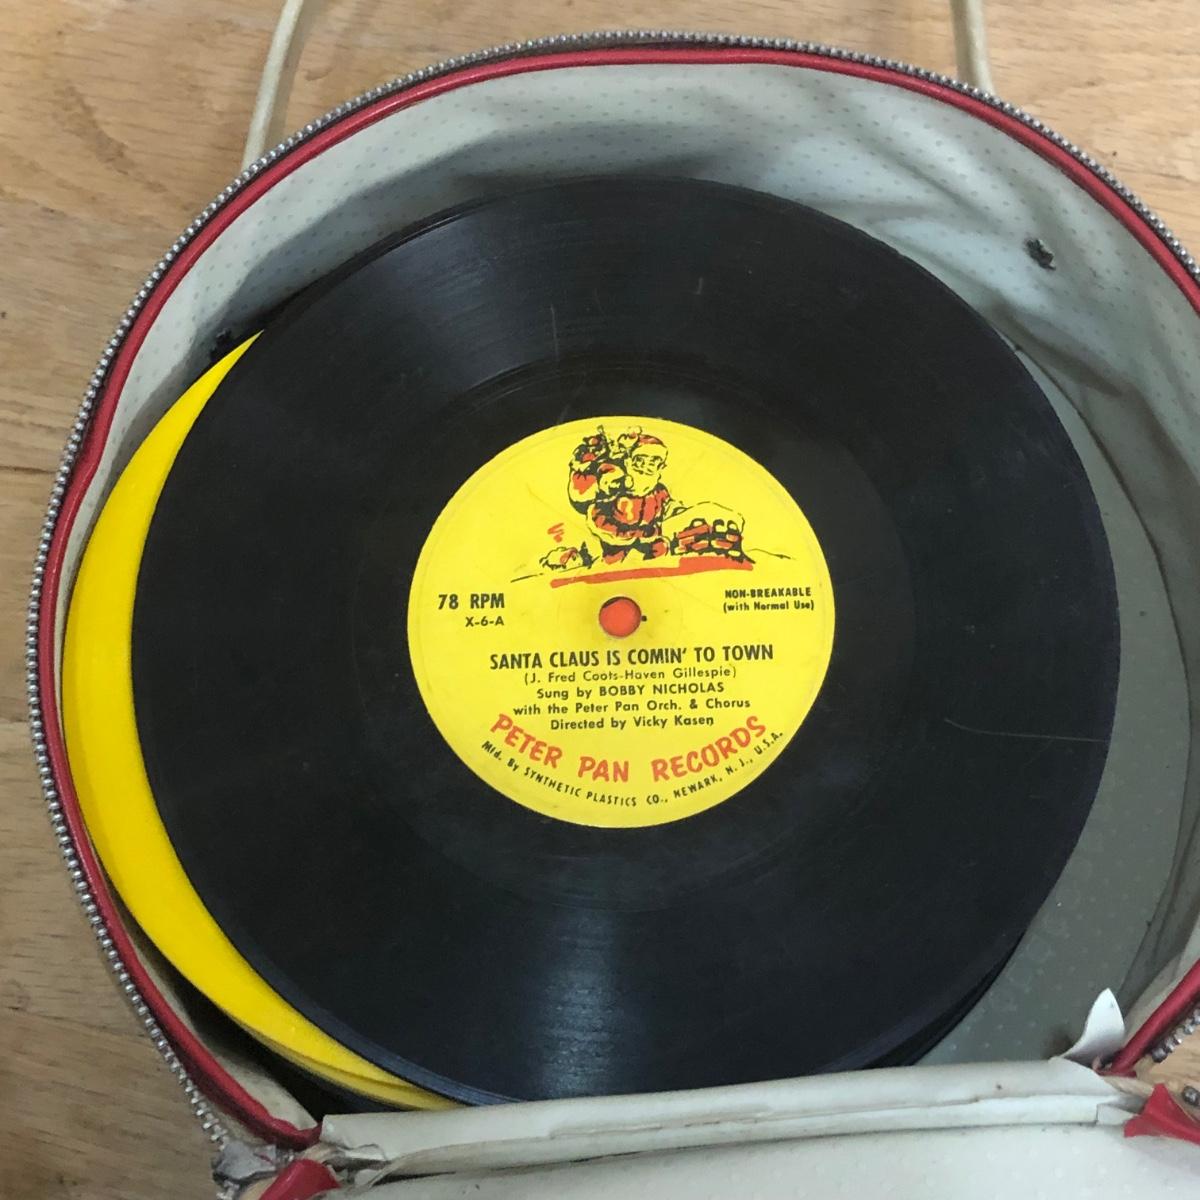 78 RPM
X-6-A
NON-BREAKABLE
(with Normal Use)
SANTA CLAUS IS COMIN' TO TOWN
(J. Fred Coots-Haven Gillespie)
Sung by BOBBY NICHOLAS
with the Peter Pan Orch. & Chorus
Directed by Vicky Kasen
PETER PAN RECORDS
Mfd. By SYNTHETIC PLASTICS CO., NEWARK, N. J., U.S.A.